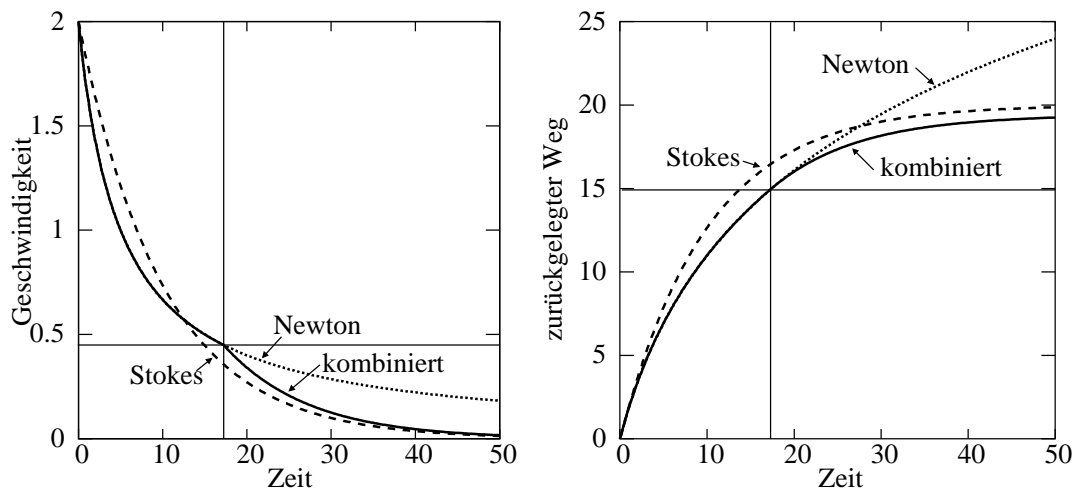 2
1.5
1
0.5
0
Geschwindigkeit
Newton
kombiniert
Stokes
0 10 20 30 40 50
Zeit
25
20
15
10
5
0
zurückgelegter Weg
Newton
Stokes
kombiniert
0 10 20 30 40 50
Zeit